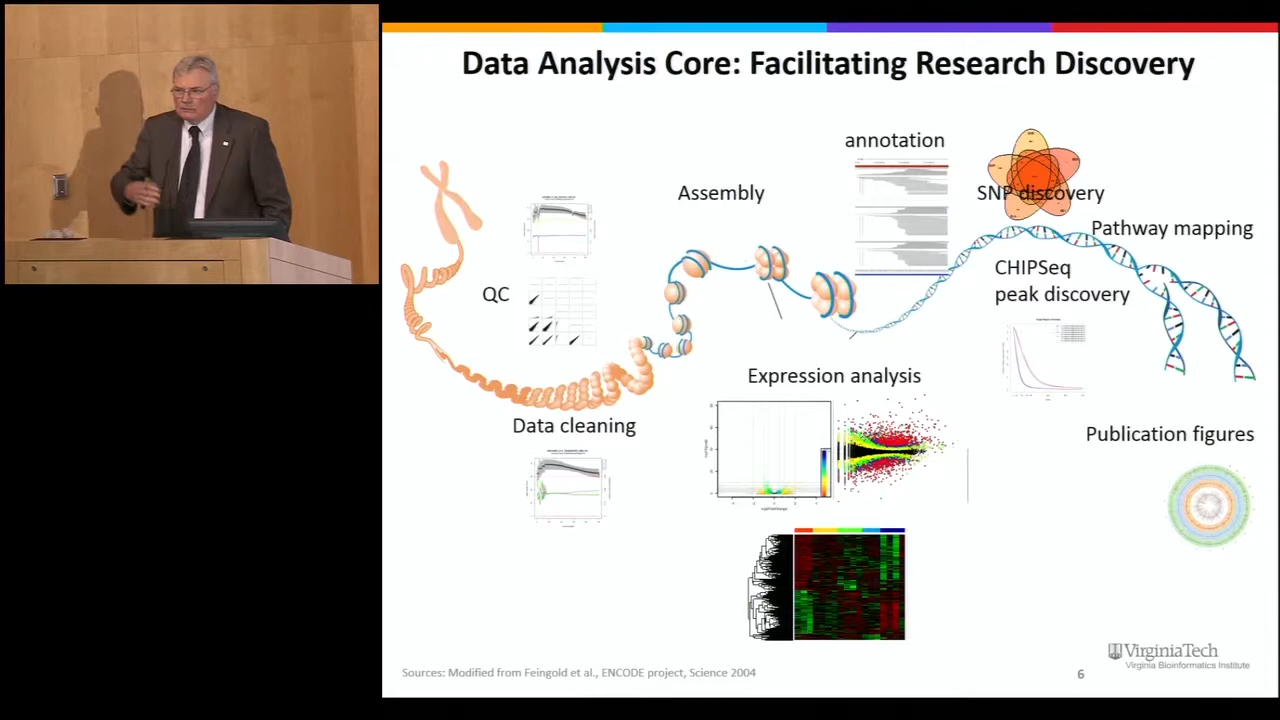 Data Analysis Core: Facilitating Research Discovery
annotation
Assembly
SNP discovery
Pathway mapping
QC
CHIPSeq
peak discovery
Expression analysis
Data cleaning
Publication figures
Sources: Modified from Feingold et al., ENCODE project, Science 2004
VirginiaTech
Virginia Bioinformatics Institute
6